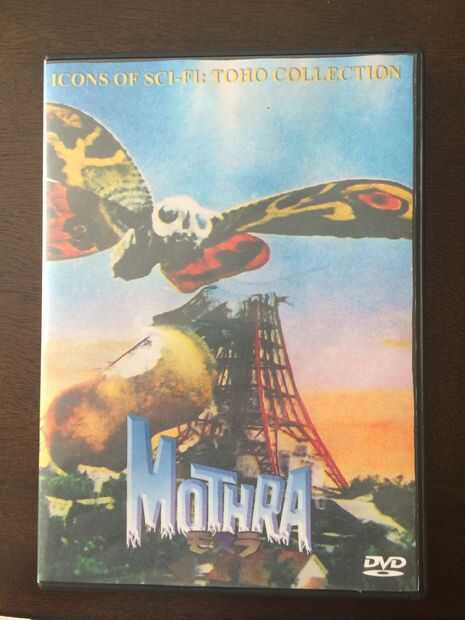 ICONS OF SCI-FI: TOHO COLLECTION
MOTHRA
モスラ
DVD